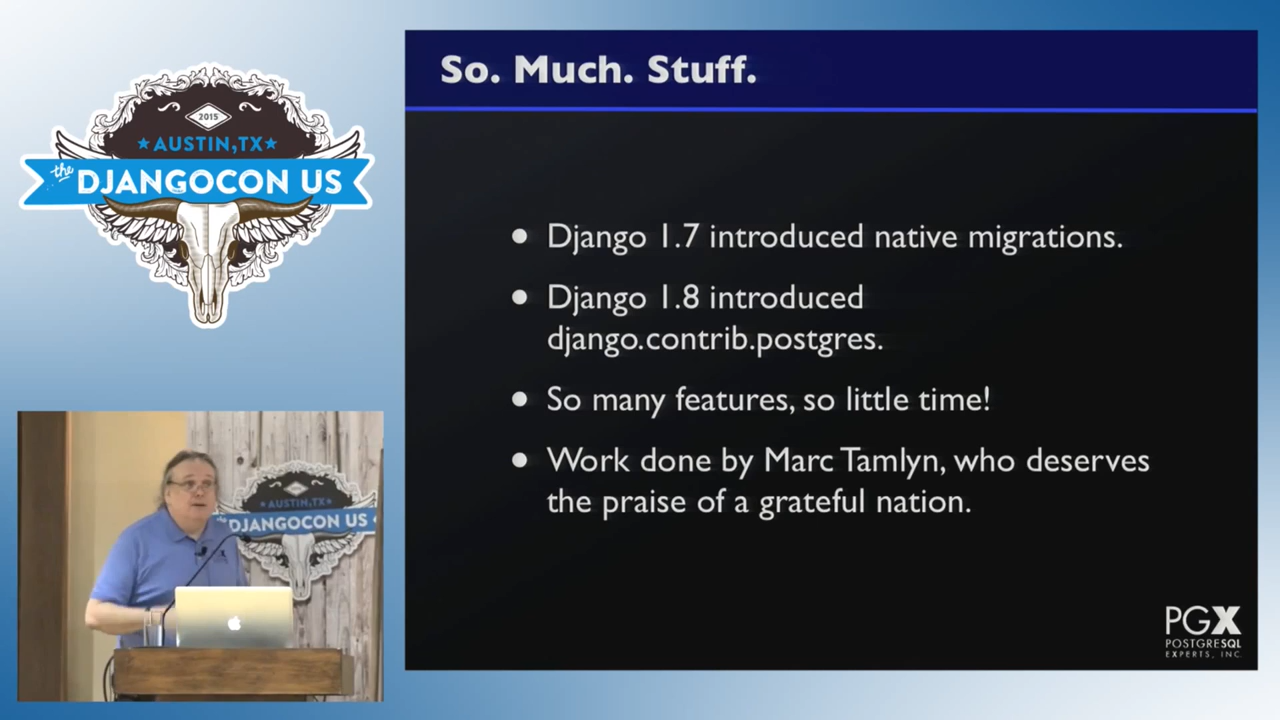 2015
AUSTIN,TX
the
DJANGOCON US
So. Much. Stuff.
Django 1.7 introduced native migrations.
Django 1.8 introduced
django.contrib.postgres.
So many features, so little time!
Work done by Marc Tamlyn, who deserves
the praise of a grateful nation.
AUSTIN,TX
the
DJANGOCON US
PGX
POSTGRESQL
EXPERTS, INC.